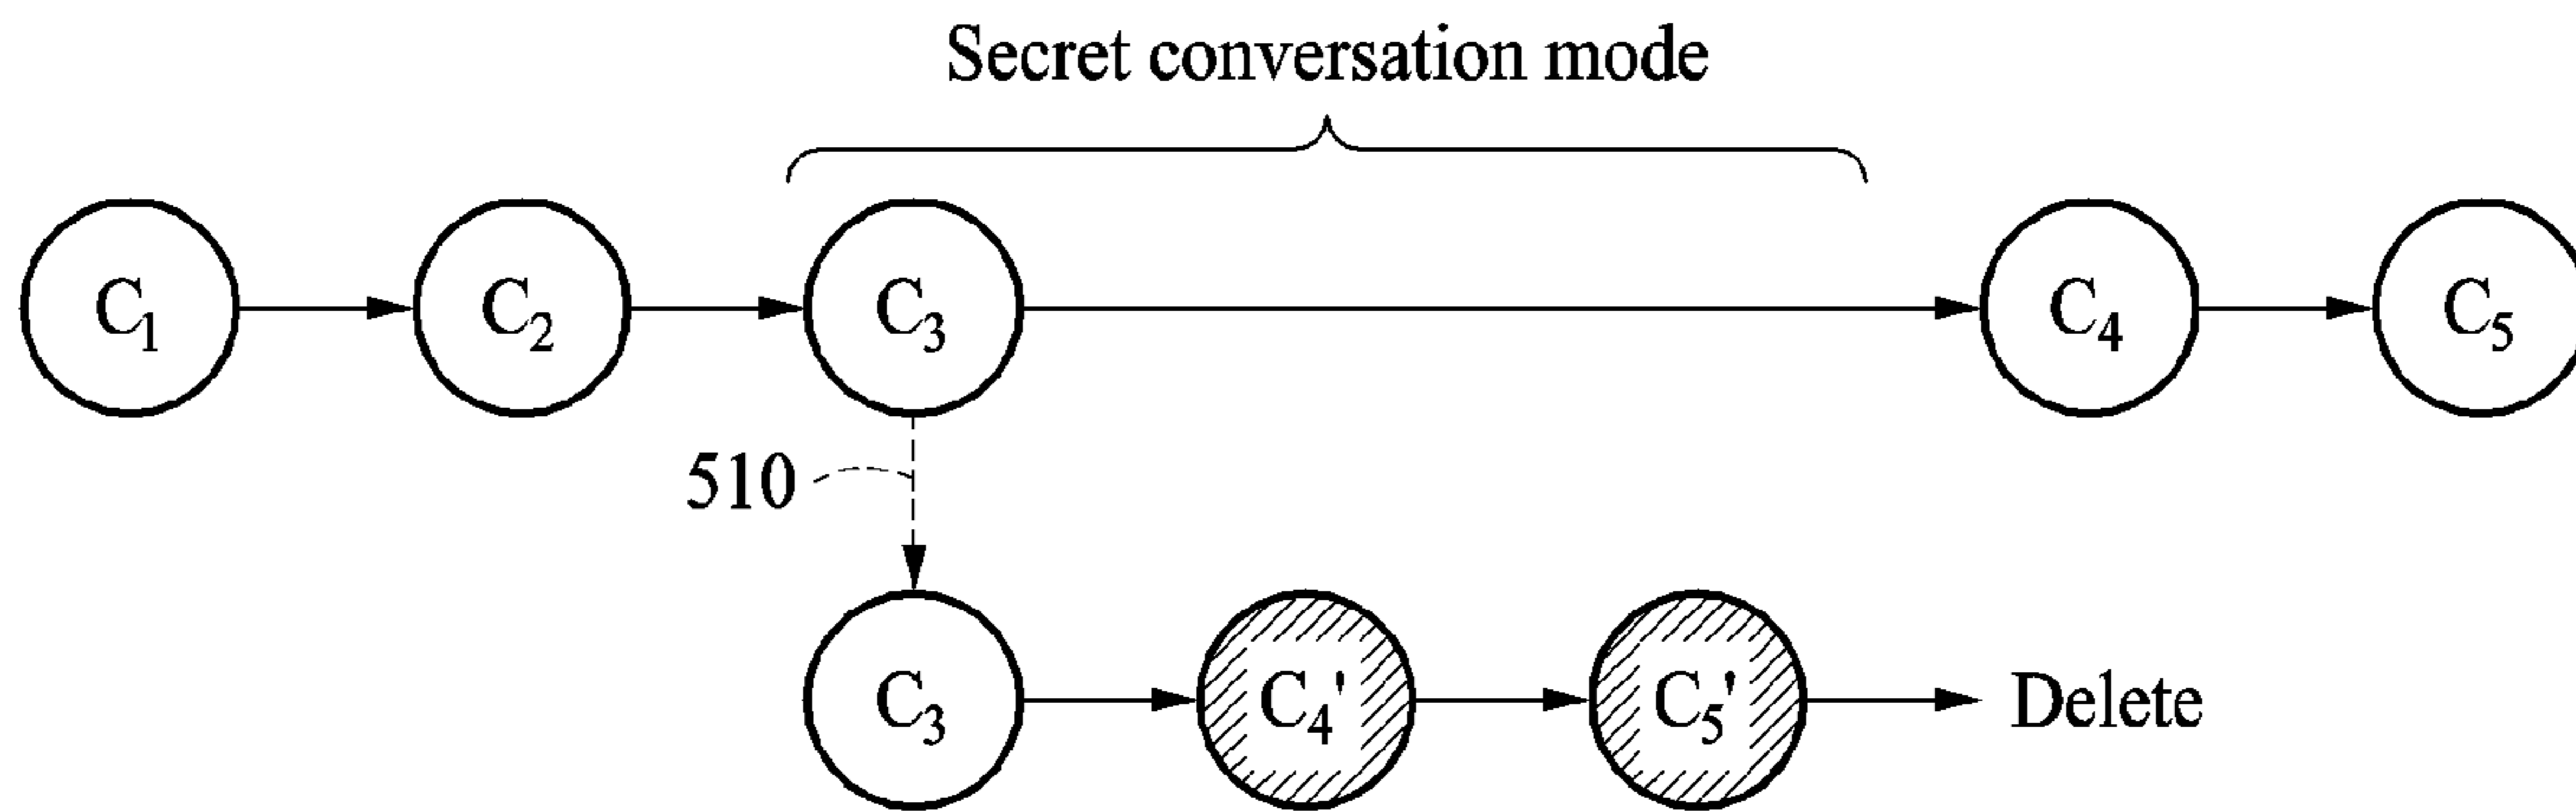 Secret conversation mode
C₁ C₂ C₃ C₄ C₅
510
C₃ C₄' C₅' Delete